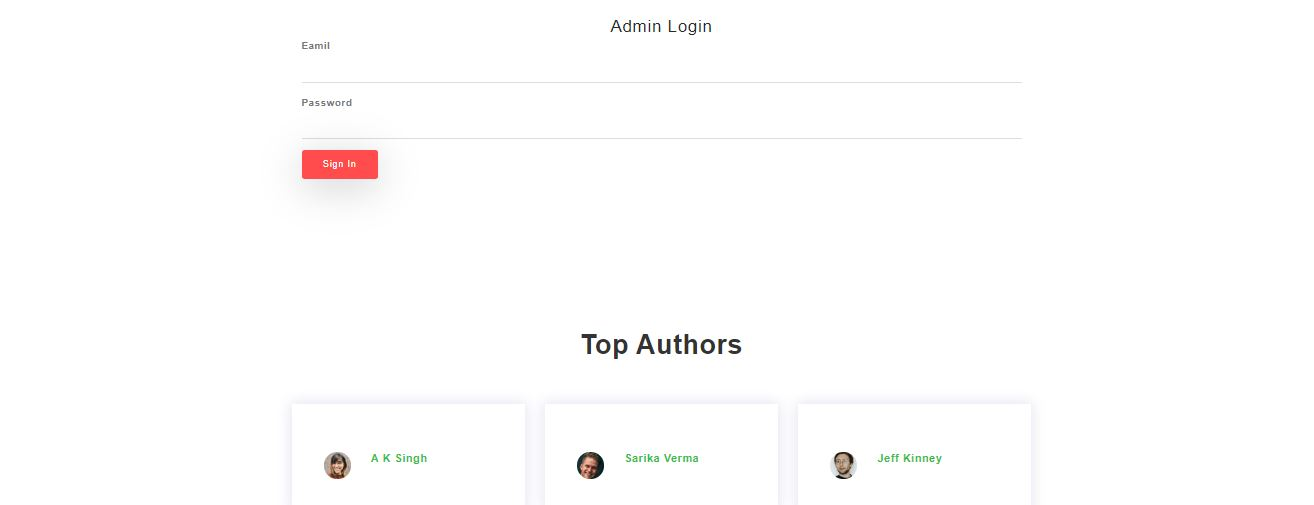 Admin Login
Eamil
Password
Sign In
Top Authors
A K Singh
Sarika Verma
Jeff Kinney